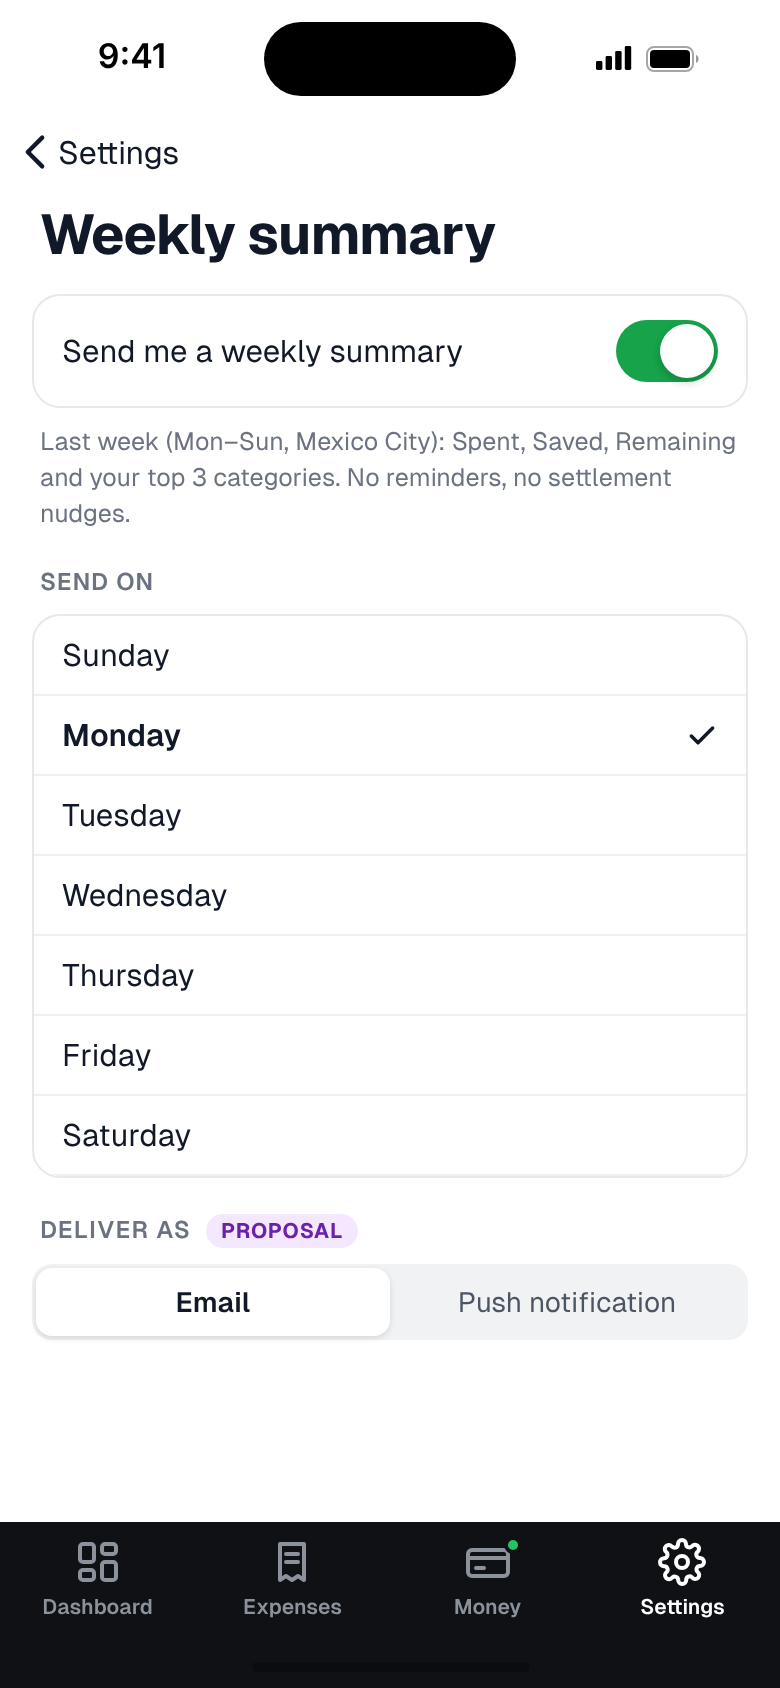 9:41
Settings
Weekly summary
Send me a weekly summary
Last week (Mon–Sun, Mexico City): Spent, Saved, Remaining
and your top 3 categories. No reminders, no settlement
nudges.
SEND ON
Sunday
Monday
Tuesday
Wednesday
Thursday
Friday
Saturday
DELIVER AS PROPOSAL
Email Push notification
Dashboard Expenses Money Settings